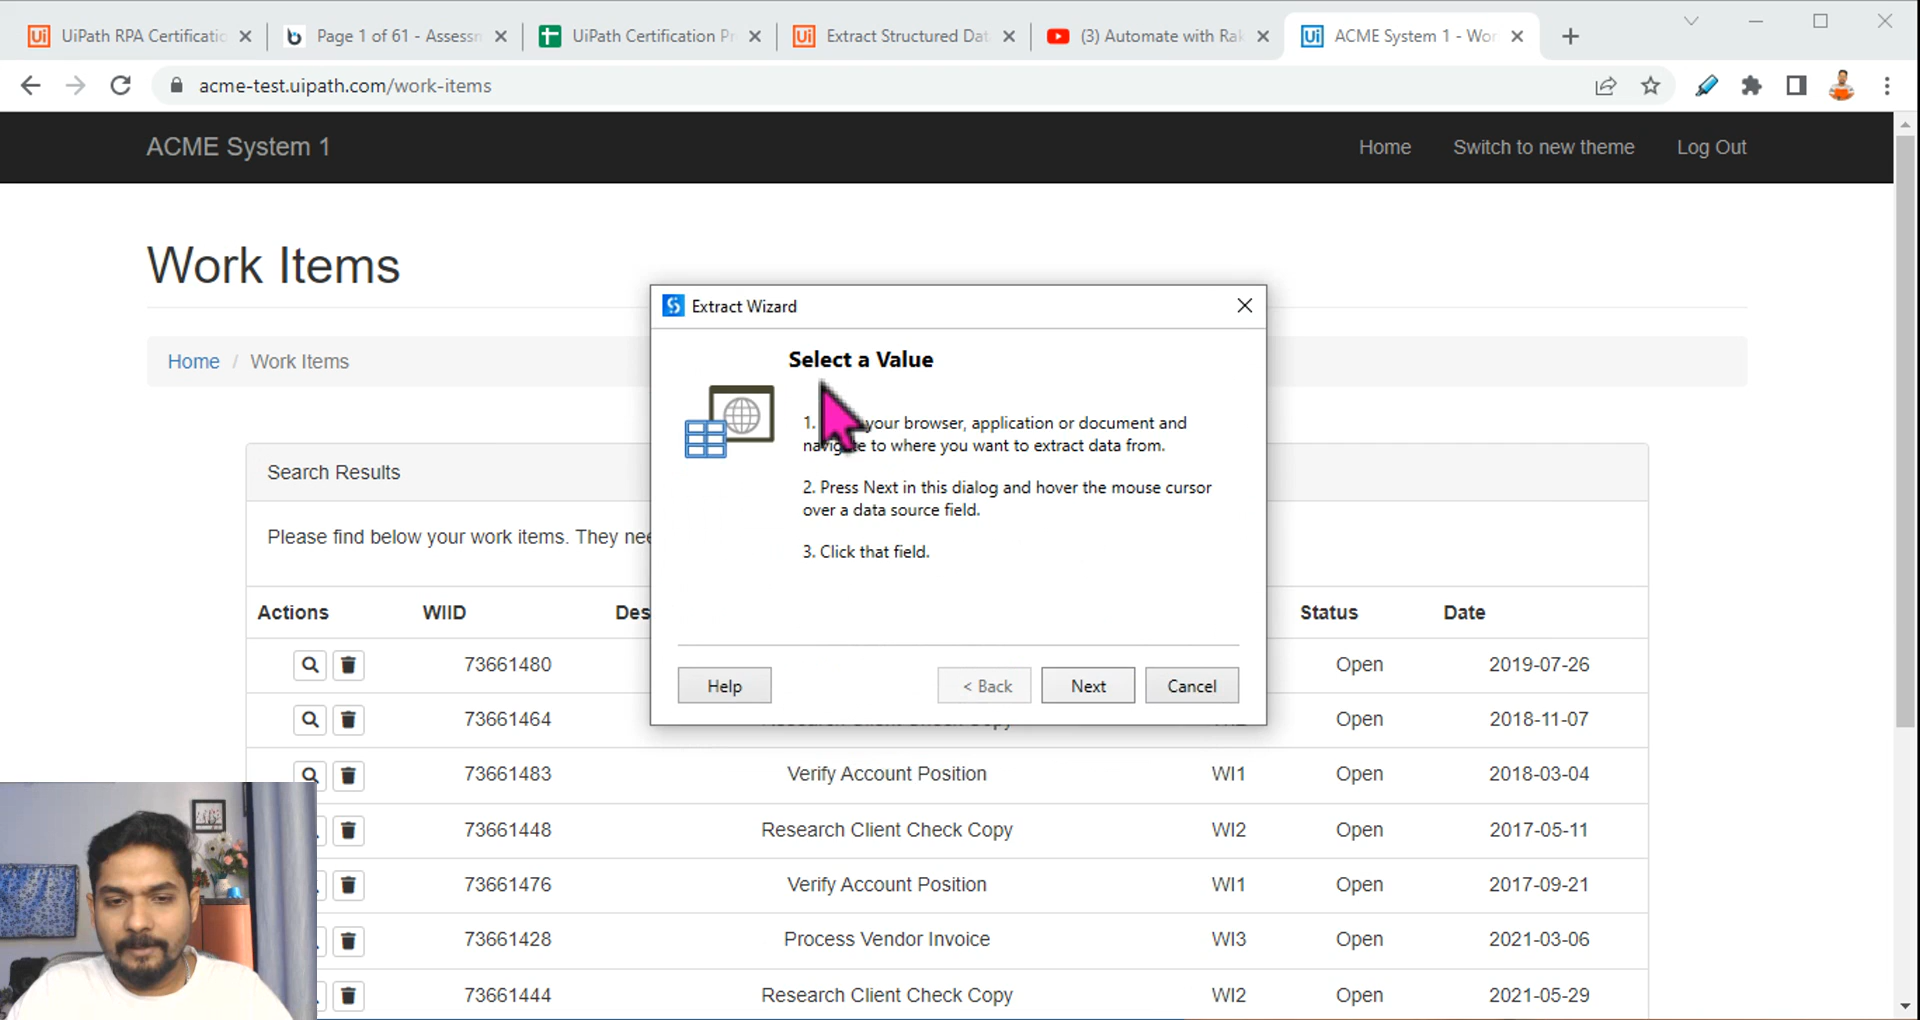 UiPath RPA Certificatio
Page 1 of 61 - Assessm
UiPath Certification Pr
Extract Structured Dat
(3) Automate with Rak
ACME System 1 - Wor
acme-test.uipath.com/work-items
ACME System 1
Home
Switch to new theme
Log Out
Work Items
Home / Work Items
Search Results
Please find below your work items. They nee
Actions WIID Des Status Date
73661480 Open 2019-07-26
73661464 Open 2018-11-07
73661483 Verify Account Position WI1 Open 2018-03-04
73661448 Research Client Check Copy WI2 Open 2017-05-11
73661476 Verify Account Position WI1 Open 2017-09-21
73661428 Process Vendor Invoice WI3 Open 2021-03-06
73661444 Research Client Check Copy WI2 Open 2021-05-29
Extract Wizard
Select a Value
1. your browser, application or document and
navigate to where you want to extract data from.
2. Press Next in this dialog and hover the mouse cursor
over a data source field.
3. Click that field.
Help
< Back
Next
Cancel